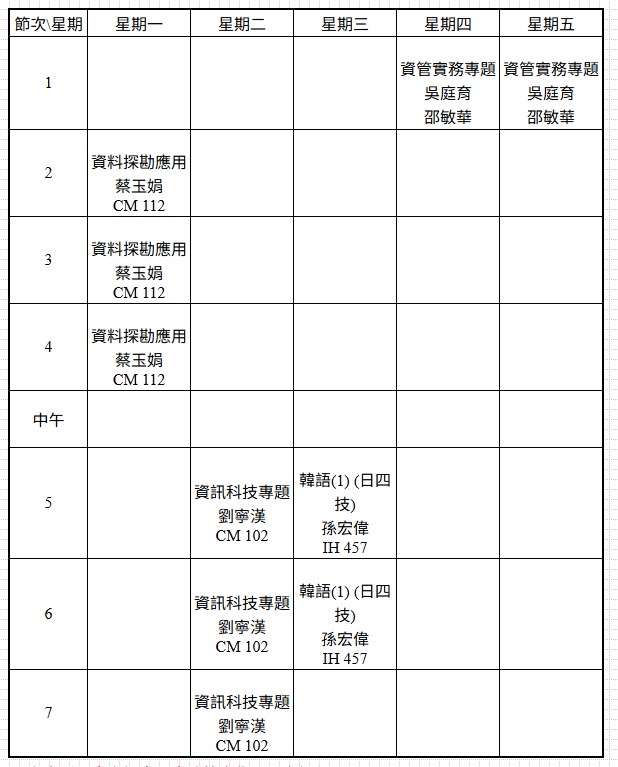 節次\星期 星期一 星期二 星期三 星期四 星期五
1
資管實務專題
吳庭育
邵敏華
資管實務專題
吳庭育
邵敏華
2
資料探勘應用
蔡玉娟
CM 112
3
資料探勘應用
蔡玉娟
CM 112
4
資料探勘應用
蔡玉娟
CM 112
中午
5
資訊科技專題
劉寧漢
CM 102
韓語(1) (日四
技)
孫宏偉
IH 457
6
資訊科技專題
劉寧漢
CM 102
韓語(1) (日四
技)
孫宏偉
IH 457
7
資訊科技專題
劉寧漢
CM 102